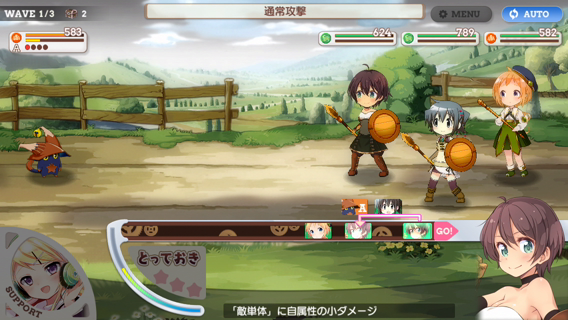 WAVE 1/3
2
通常攻撃
MENU
AUTO
583
A
624
789
582
A
GO!
とっておき
SUPPORT
「敵単体」に自属性の小ダメージ